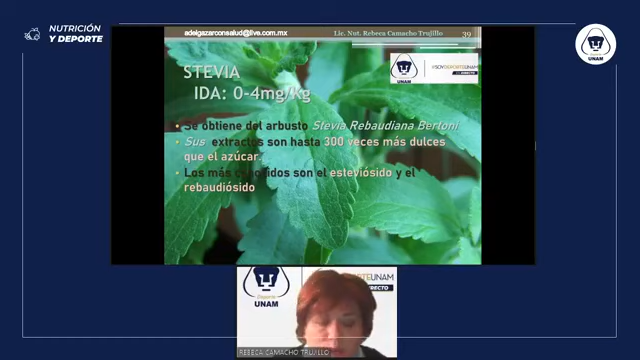 NUTRICIÓN
Y DEPORTE
adelgazarconsalud@live.com.mx
Lic. Nut. Rebeca Camacho Trujillo
39
UNAM
#SOYDEPORTEUNAM
STEVIA
IDA: 0-4mg/kg
• Se obtiene del arbusto Stevia Rebaudiana Bertoni
• Sus extractos son hasta 300 veces más dulces
que el azúcar.
• Los más conocidos son el esteviósido y el
rebaudiósido
UNAM
UNAM
REBECA CAMACHO TRUJILLO